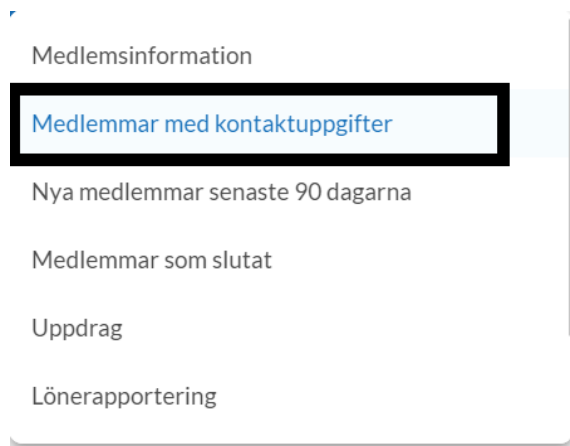 Medlemsinformation
Medlemmar med kontaktuppgifter
Nya medlemmar senaste 90 dagarna
Medlemmar som slutat
Uppdrag
Lönerapportering